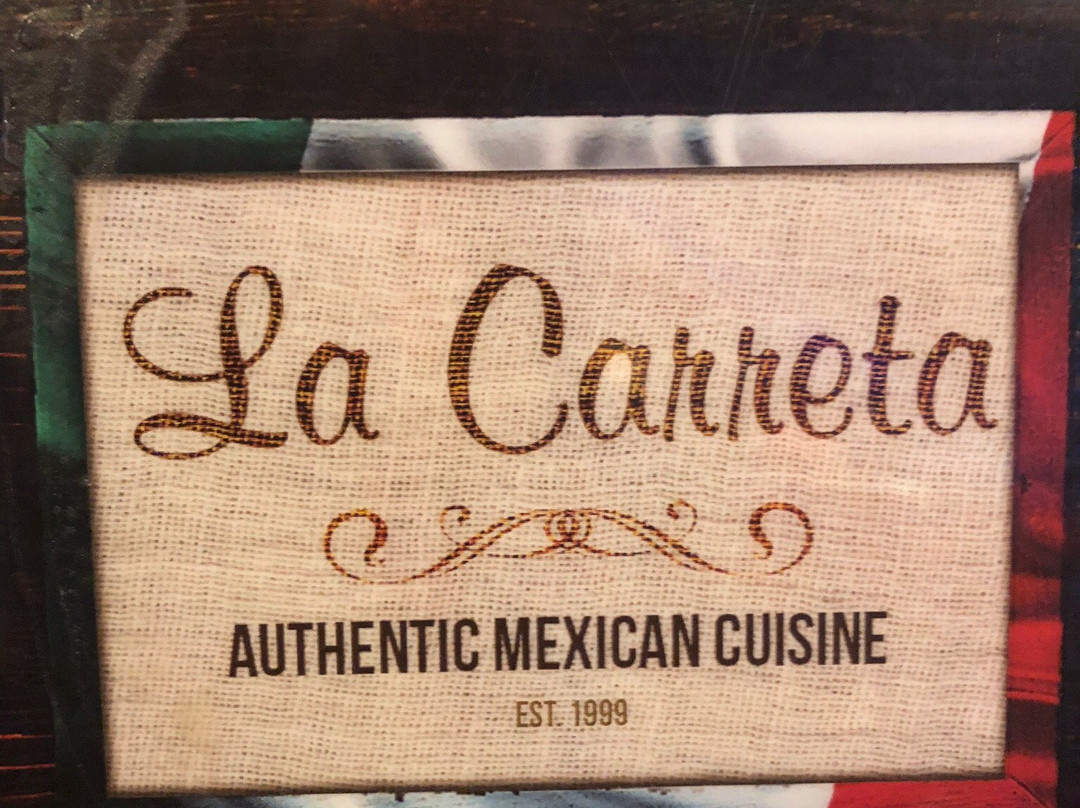 La Carreta
AUTHENTIC MEXICAN CUISINE
EST. 1999